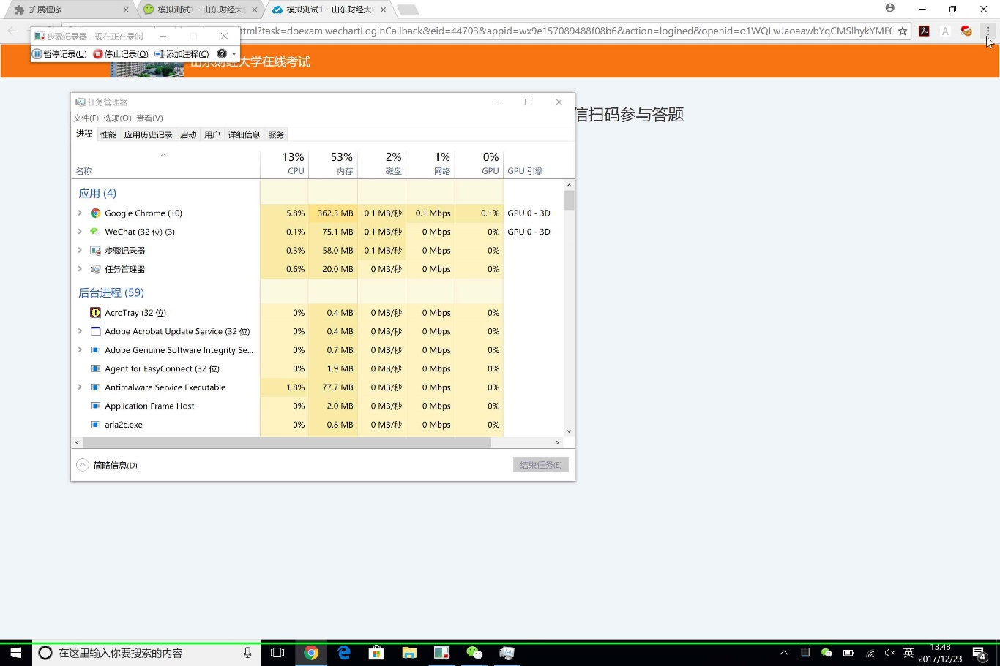 扩展程序
模拟测试1 - 山东财经大
模拟测试1 - 山东财经大
步骤记录器 - 现在正在录制
html?task=doexam.wechartLoginCallback&eid=44703&appid=wx9e157089488f08b6&action=logined&openid=o1WQLwJaoaawbYqCMSlhykYMF(
暂停记录(U) 停止记录(O) 添加注释(C)
山东财经大学在线考试
信扫码参与答题
任务管理器
文件(F) 选项(O) 查看(V)
进程 性能 应用历史记录 启动 用户 详细信息 服务
13% 53% 2% 1% 0%
名称 CPU 内存 磁盘 网络 GPU GPU 引擎
应用 (4)
Google Chrome (10) 5.8% 362.3 MB 0.1 MB/秒 0.1 Mbps 0.1% GPU 0 - 3D
WeChat (32 位) (3) 0.1% 75.1 MB 0.1 MB/秒 0 Mbps 0% GPU 0 - 3D
步骤记录器 0.3% 58.0 MB 0.1 MB/秒 0 Mbps 0%
任务管理器 0.6% 20.0 MB 0 MB/秒 0 Mbps 0%
后台进程 (59)
AcroTray (32 位) 0% 0.4 MB 0 MB/秒 0 Mbps 0%
Adobe Acrobat Update Service (32 位) 0% 0.4 MB 0 MB/秒 0 Mbps 0%
Adobe Genuine Software Integrity Se... 0% 0.7 MB 0 MB/秒 0 Mbps 0%
Agent for EasyConnect (32 位) 0% 1.9 MB 0 MB/秒 0 Mbps 0%
Antimalware Service Executable 1.8% 77.7 MB 0 MB/秒 0 Mbps 0%
Application Frame Host 0% 2.0 MB 0 MB/秒 0 Mbps 0%
aria2c.exe 0% 0.8 MB 0 MB/秒 0 Mbps 0%
简略信息(D) 结束任务(E)
在这里输入你要搜索的内容
英
13:48
2017/12/23
4